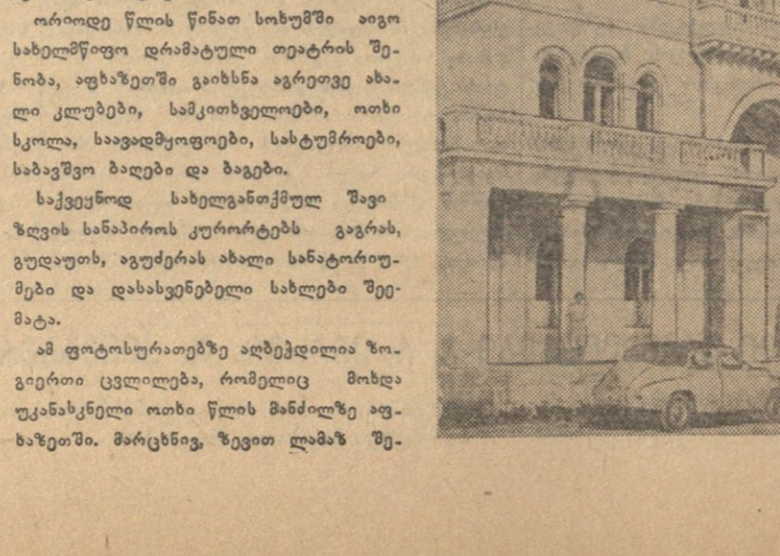 ორიოდე წლის წინათ სოხუმში აიგო
სახელმწიფო დრამატული თეატრის შე-
ნობა, აფხაზეთში გაიხსნა აგრეთვე ახა-
ლი კლუბები, სამკითხველოები, ოთხი
სკოლა, საავადმყოფოები, სასტუმროები,
საბავშვო ბაღები და ბაგები.
საქვეყნოდ სახელგანთქმულ შავი
ზღვის სანაპიროს კურორტებს გაგრას,
გუდაუთს, აგუძერას ახალი სანატორიუ-
მები და დასასვენებელი სახლები შეე-
მატა.
ამ ფოტოსურათებზე აღბეჭდილია ზო-
გიერთი ცვლილება, რომელიც მოხდა
უკანასკნელი ოთხი წლის მანძილზე აფ-
ხაზეთში. მარცხნივ, ზევით ლამაზ შე-